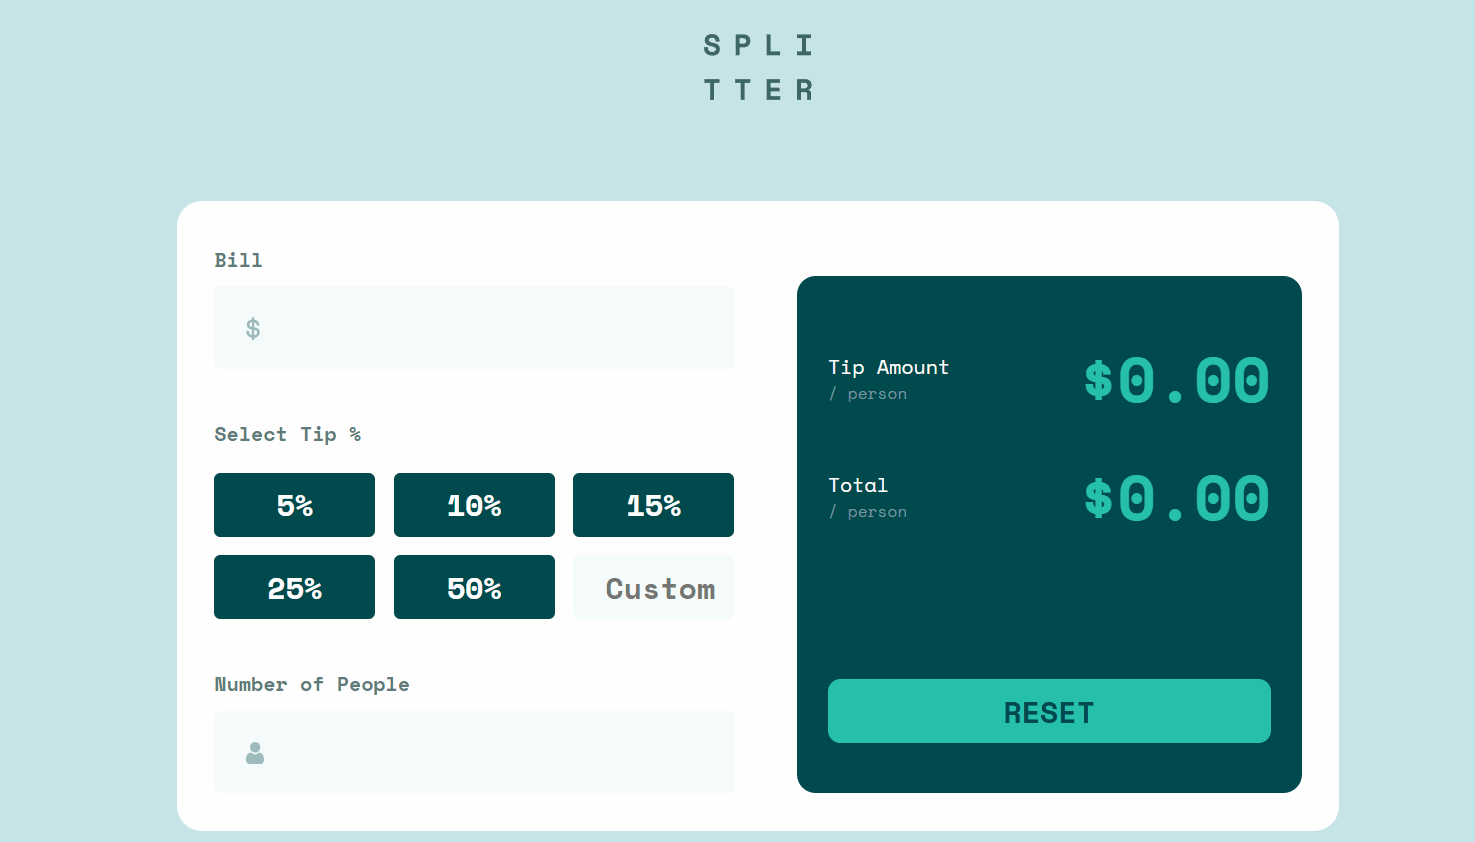 SPLI
TTER
Bill
$
Select Tip %
5% 10% 15%
25% 50% Custom
Number of People
Tip Amount
/ person
$0.00
Total
/ person
$0.00
RESET